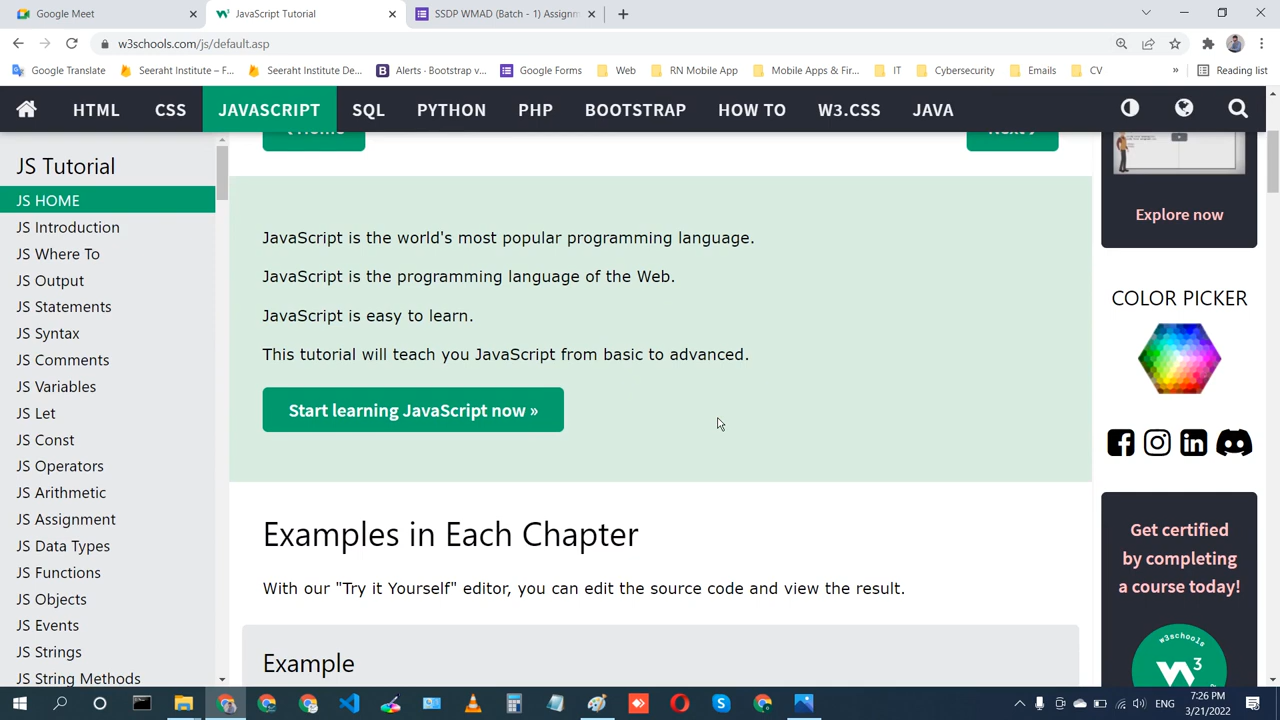 Google Meet
JavaScript Tutorial
SSDP WMAD (Batch - 1) Assignm
w3schools.com/js/default.asp
Google Translate
Seeraht Institute – F...
Seeraht Institute De...
Alerts · Bootstrap v...
Google Forms
Web
RN Mobile App
Mobile Apps & Fir...
IT
Cybersecurity
Emails
CV
»
Reading list
HTML
CSS
JAVASCRIPT
SQL
PYTHON
PHP
BOOTSTRAP
HOW TO
W3.CSS
JAVA
JS Tutorial
JS HOME
JS Introduction
JS Where To
JS Output
JS Statements
JS Syntax
JS Comments
JS Variables
JS Let
JS Const
JS Operators
JS Arithmetic
JS Assignment
JS Data Types
JS Functions
JS Objects
JS Events
JS Strings
JS String Methods
❮ Home
Next ❯
JavaScript is the world's most popular programming language.
JavaScript is the programming language of the Web.
JavaScript is easy to learn.
This tutorial will teach you JavaScript from basic to advanced.
Start learning JavaScript now »
Examples in Each Chapter
With our "Try it Yourself" editor, you can edit the source code and view the result.
Example
Explore now
COLOR PICKER
Get certified
by completing
a course today!
w3schools
ENG
7:26 PM
3/21/2022